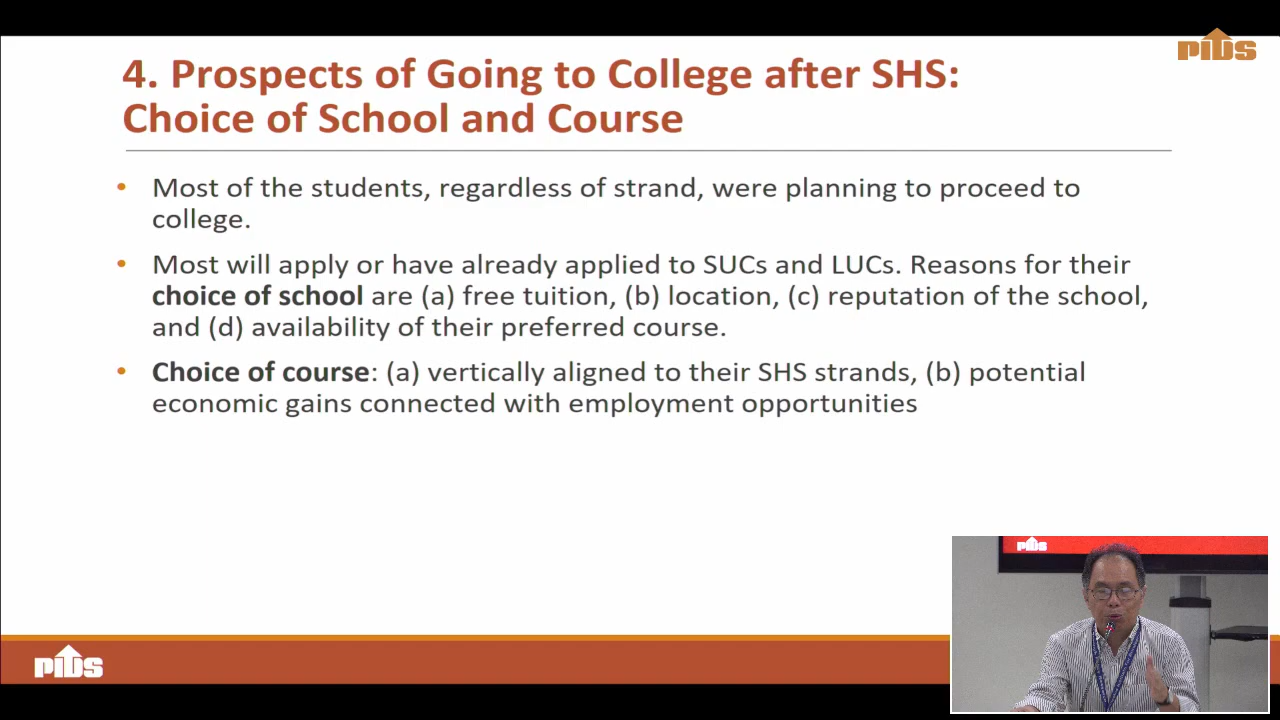 pids
4. Prospects of Going to College after SHS:
Choice of School and Course
• Most of the students, regardless of strand, were planning to proceed to
college.
• Most will apply or have already applied to SUCs and LUCs. Reasons for their
choice of school are (a) free tuition, (b) location, (c) reputation of the school,
and (d) availability of their preferred course.
• Choice of course: (a) vertically aligned to their SHS strands, (b) potential
economic gains connected with employment opportunities
pids
pids